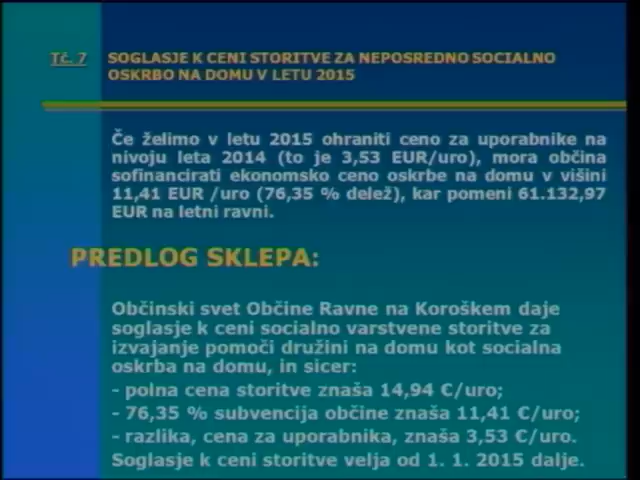 Tč. 7 SOGLASJE K CENI STORITVE ZA NEPOSREDNO SOCIALNO
OSKRBO NA DOMU V LETU 2015
Če želimo v letu 2015 ohraniti ceno za uporabnike na
nivoju leta 2014 (to je 3,53 EUR/uro), mora občina
sofinancirati ekonomsko ceno oskrbe na domu v višini
11,41 EUR /uro (76,35 % delež), kar pomeni 61.132,97
EUR na letni ravni.
PREDLOG SKLEPA:
Občinski svet Občine Ravne na Koroškem daje
soglasje k ceni socialno varstvene storitve za
izvajanje pomoči družini na domu kot socialna
oskrba na domu, in sicer:
- polna cena storitve znaša 14,94 €/uro;
- 76,35 % subvencija občine znaša 11,41 €/uro;
- razlika, cena za uporabnika, znaša 3,53 €/uro.
Soglasje k ceni storitve velja od 1. 1. 2015 dalje.